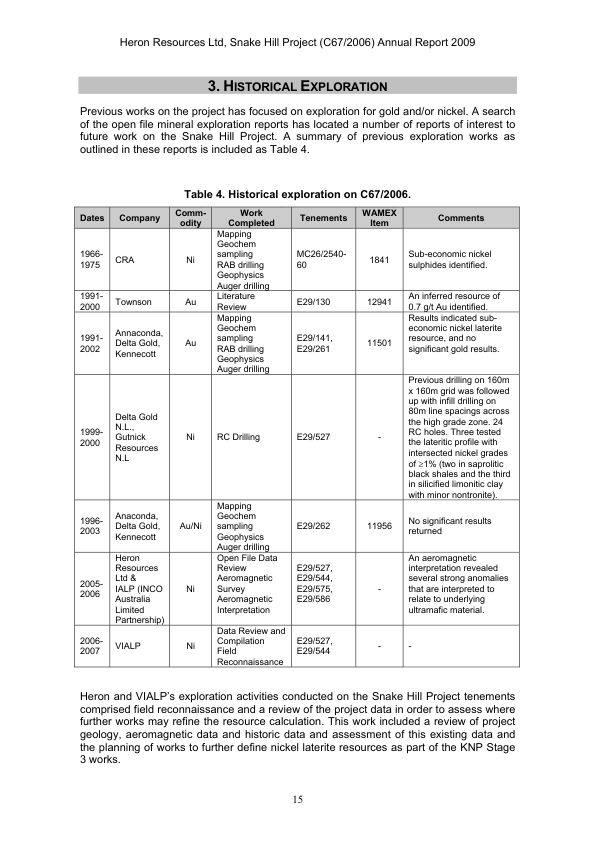 Heron Resources Ltd, Snake Hill Project (C67/2006) Annual Report 2009
3. HISTORICAL EXPLORATION
Previous works on the project has focused on exploration for gold and/or nickel. A search
of the open file mineral exploration reports has located a number of reports of interest to
future work on the Snake Hill Project. A summary of previous exploration works as
outlined in these reports is included as Table 4.
Table 4. Historical exploration on C67/2006.
Dates
Company
Comm-
odity
Work
Completed
Tenements
WAMEX
Item
Comments
1966-
1975
CRA
Ni
Mapping
Geochem
sampling
RAB drilling
Geophysics
Auger drilling
MC26/2540-
60
1841
Sub-economic nickel
sulphides identified.
1991-
2000
Townson
Au
Literature
Review
E29/130
12941
An inferred resource of
0.7 g/t Au identified.
1991-
2002
Annaconda,
Delta Gold,
Kennecott
Au
Mapping
Geochem
sampling
RAB drilling
Geophysics
Auger drilling
E29/141,
E29/261
11501
Results indicated sub-
economic nickel laterite
resource, and no
significant gold results.
1999-
2000
Delta Gold
N.L.,
Gutnick
Resources
N.L
Ni
RC Drilling
E29/527
-
Previous drilling on 160m
x 160m grid was followed
up with infill drilling on
80m line spacings across
the high grade zone. 24
RC holes. Three tested
the lateritic profile with
intersected nickel grades
of ≥1% (two in saprolitic
black shales and the third
in silicified limonitic clay
with minor nontronite).
1996-
2003
Anaconda,
Delta Gold,
Kennecott
Au/Ni
Mapping
Geochem
sampling
Geophysics
Auger drilling
E29/262
11956
No significant results
returned
2005-
2006
Heron
Resources
Ltd &
IALP (INCO
Australia
Limited
Partnership)
Ni
Open File Data
Review
Aeromagnetic
Survey
Aeromagnetic
Interpretation
E29/527,
E29/544,
E29/575,
E29/586
-
An aeromagnetic
interpretation revealed
several strong anomalies
that are interpreted to
relate to underlying
ultramafic material.
2006-
2007
VIALP
Ni
Data Review and
Compilation
Field
Reconnaissance
E29/527,
E29/544
-
-
Heron and VIALP's exploration activities conducted on the Snake Hill Project tenements
comprised field reconnaissance and a review of the project data in order to assess where
further works may refine the resource calculation. This work included a review of project
geology, aeromagnetic data and historic data and assessment of this existing data and
the planning of works to further define nickel laterite resources as part of the KNP Stage
3 works.
15